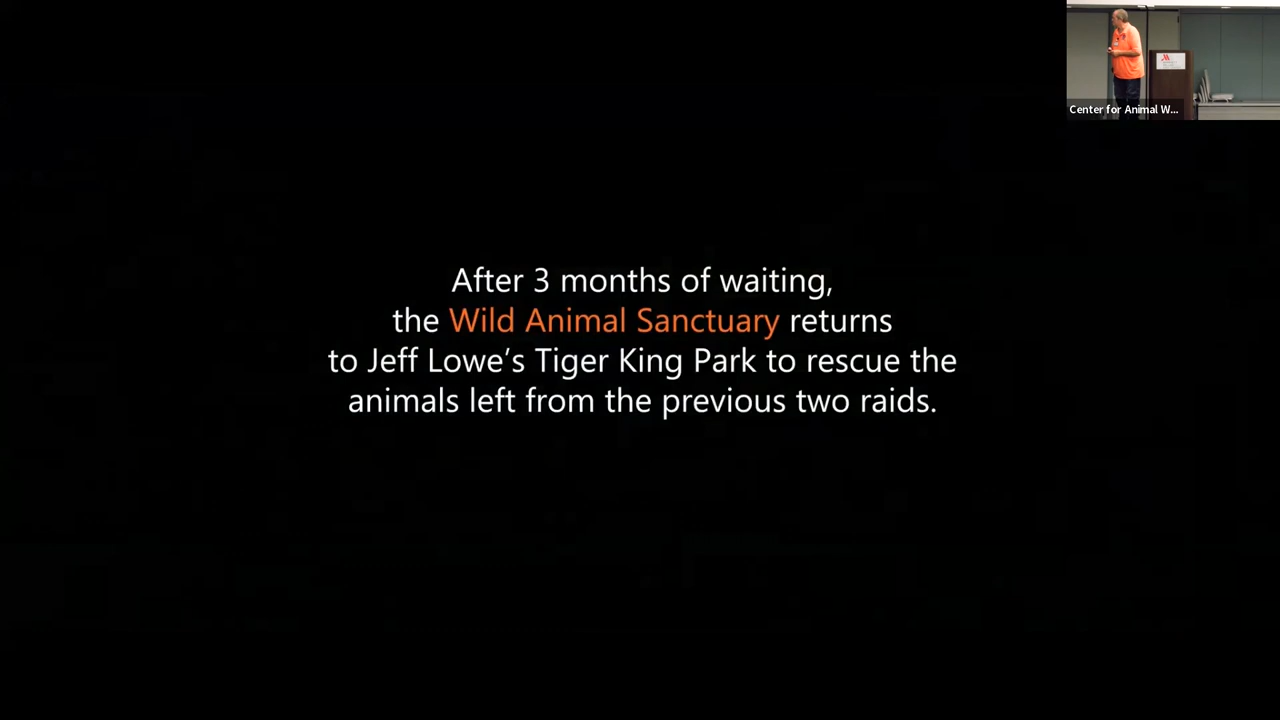 Center for Animal W...
After 3 months of waiting,
the Wild Animal Sanctuary returns
to Jeff Lowe’s Tiger King Park to rescue the
animals left from the previous two raids.